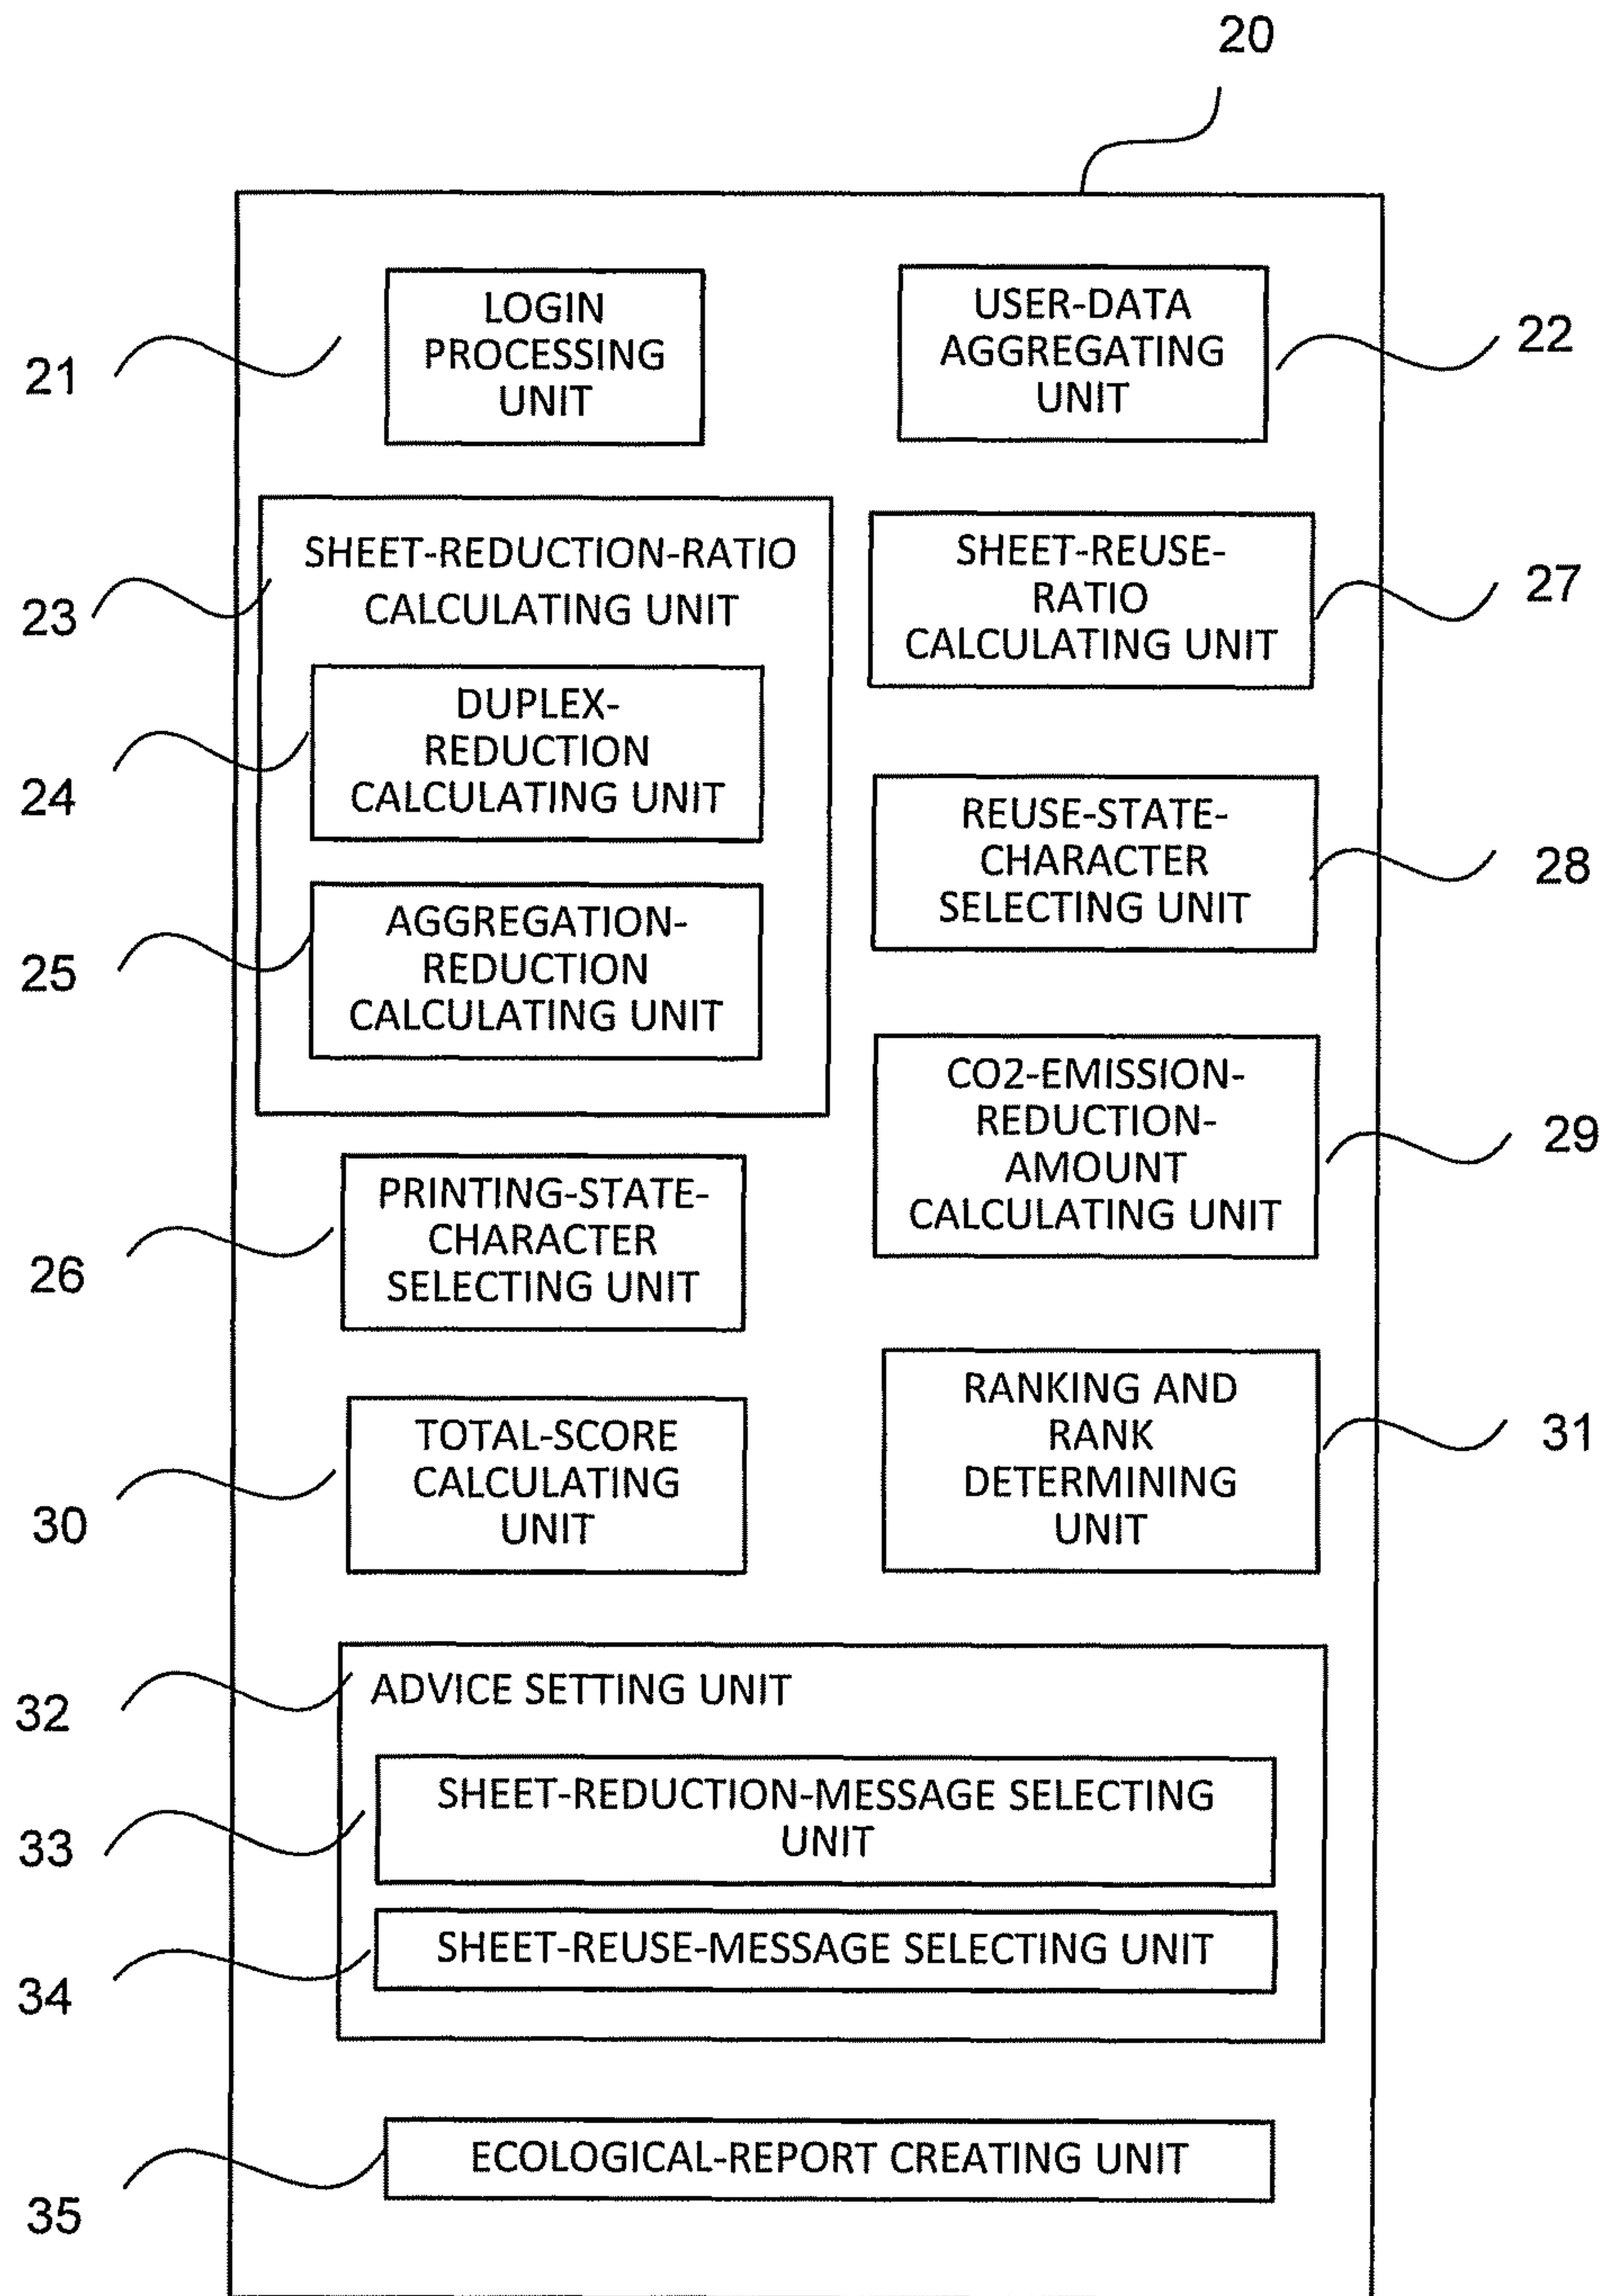 20
LOGIN
PROCESSING
UNIT
21
USER-DATA
AGGREGATING
UNIT
22
SHEET-REDUCTION-RATIO
CALCULATING UNIT
23
DUPLEX-
REDUCTION
CALCULATING UNIT
24
AGGREGATION-
REDUCTION
CALCULATING UNIT
25
SHEET-REUSE-
RATIO
CALCULATING UNIT
27
REUSE-STATE-
CHARACTER
SELECTING UNIT
28
PRINTING-STATE-
CHARACTER
SELECTING UNIT
26
CO2-EMISSION-
REDUCTION-
AMOUNT
CALCULATING UNIT
29
TOTAL-SCORE
CALCULATING
UNIT
30
RANKING AND
RANK
DETERMINING
UNIT
31
ADVICE SETTING UNIT
32
SHEET-REDUCTION-MESSAGE SELECTING
UNIT
33
SHEET-REUSE-MESSAGE SELECTING UNIT
34
ECOLOGICAL-REPORT CREATING UNIT
35